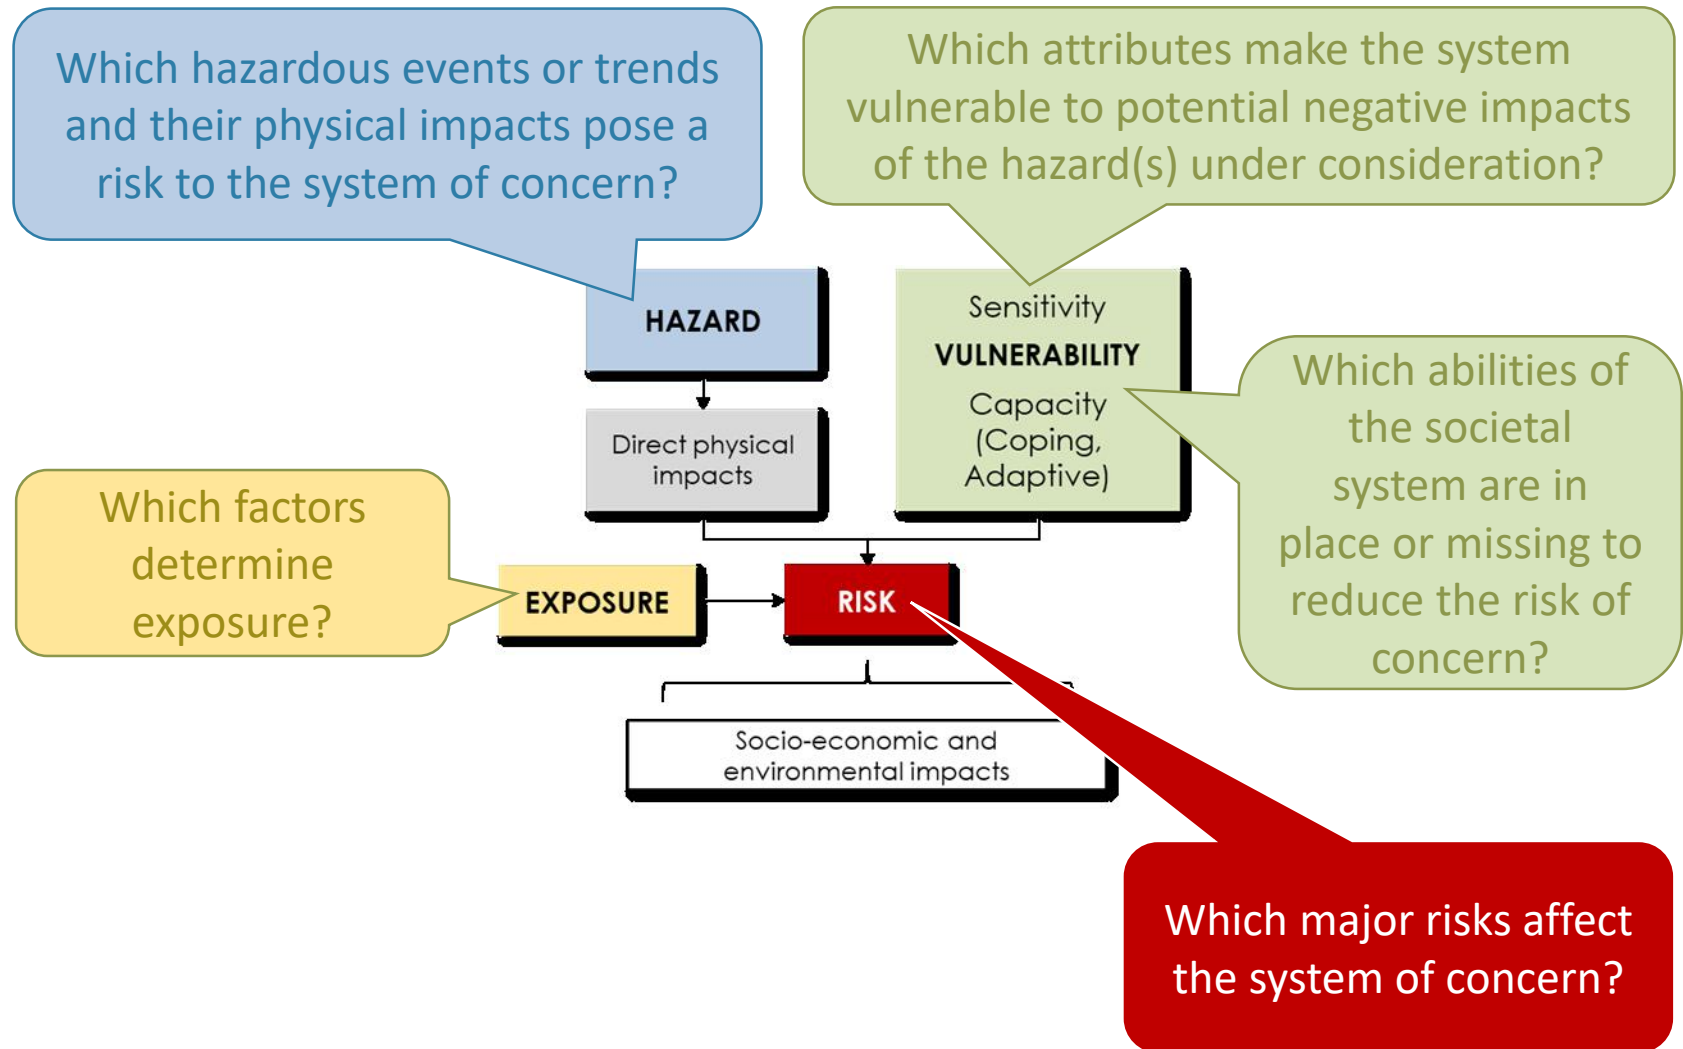 Which hazardous events or trends
and their physical impacts pose a
risk to the system of concern?
Which attributes make the system
vulnerable to potential negative impacts
of the hazard(s) under consideration?
HAZARD
Direct physical
impacts
Sensitivity
VULNERABILITY
Capacity
(Coping,
Adaptive)
Which abilities of
the societal
system are in
place or missing to
reduce the risk of
concern?
Which factors
determine
exposure?
EXPOSURE
RISK
Socio-economic and
environmental impacts
Which major risks affect
the system of concern?